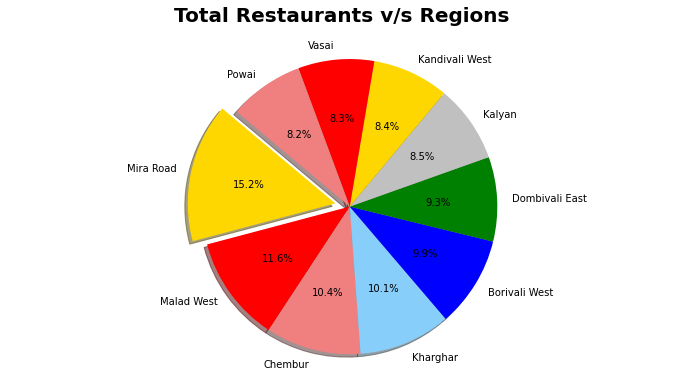 Total Restaurants v/s Regions
Vasai
Kandivali West
Powai
Kalyan
8.3%
8.4%
8.2%
8.5%
Mira Road
15.2%
9.3%
Dombivali East
11.6%
9.9%
10.4%
10.1%
Malad West
Borivali West
Chembur
Kharghar